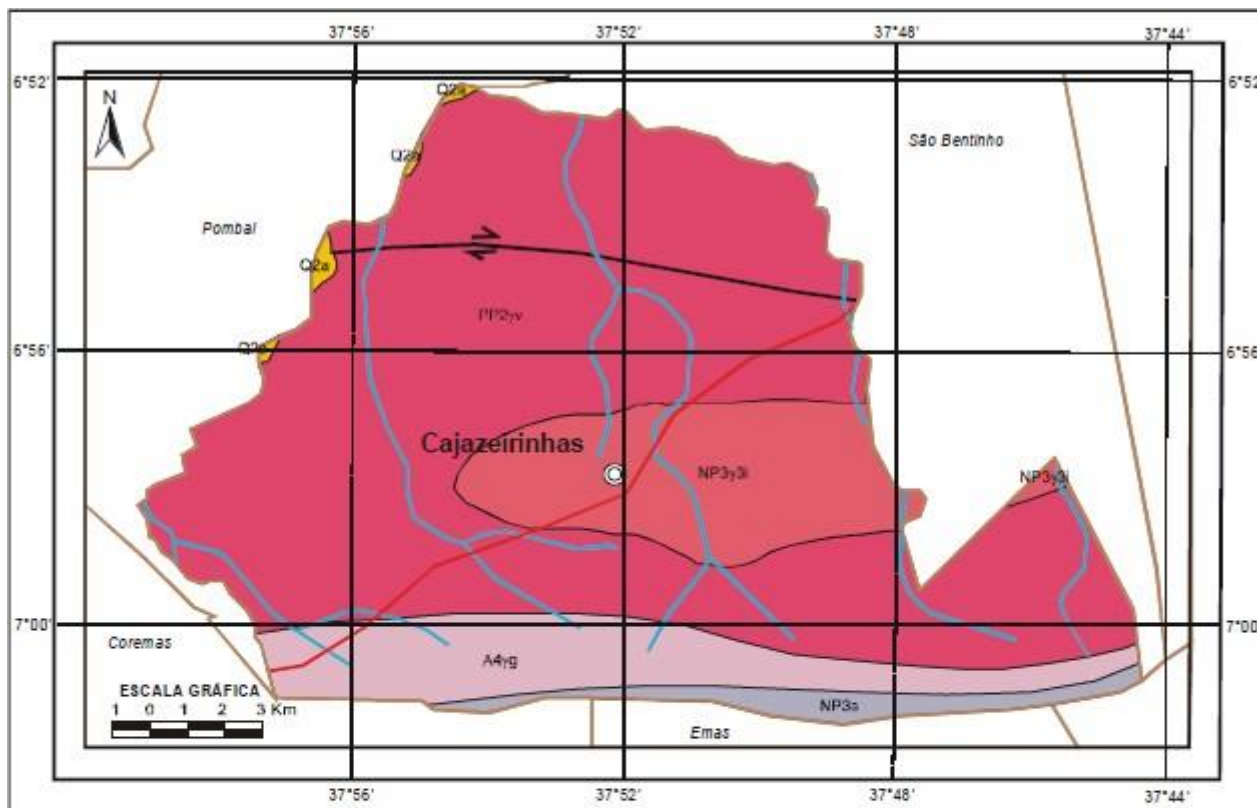 37°56'
37°52'
37°48'
37°44'
6°52'
6°52
N
Q2a
Q2a
São Bentinho
Pombal
Q2a
PP2γv
6°56'
6°56
Q2a
Cajazeirinhas
NP3γ3i
NP3γ3i
7°00'
7°00'
Coremas
A4γg
ESCALA GRÁFICA
1 0 1 2 3 Km
NP3s
Emas
37°56'
37°52'
37°48'
37°44'